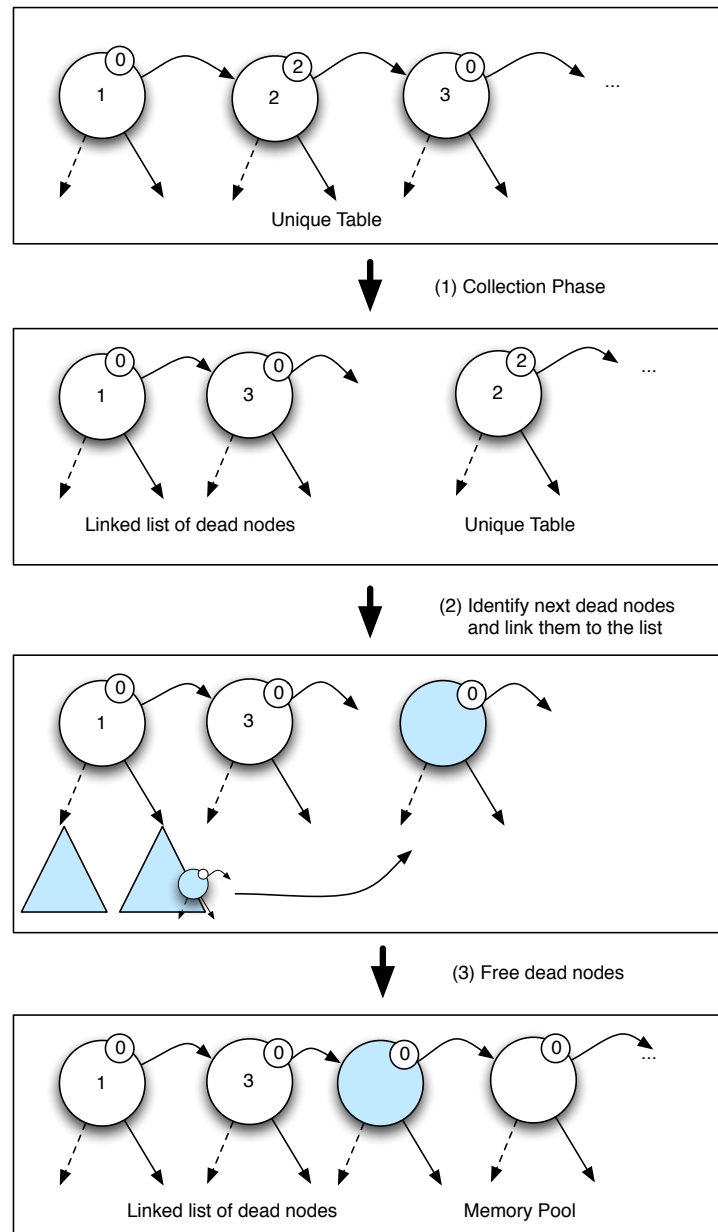 0 2 0
1 2 3 ...
Unique Table
(1) Collection Phase
0 0 2
1 3 2 ...
Linked list of dead nodes Unique Table
(2) Identify next dead nodes
and link them to the list
0 0 0
1 3
(3) Free dead nodes
0 0 0 0
1 3 ...
Linked list of dead nodes Memory Pool